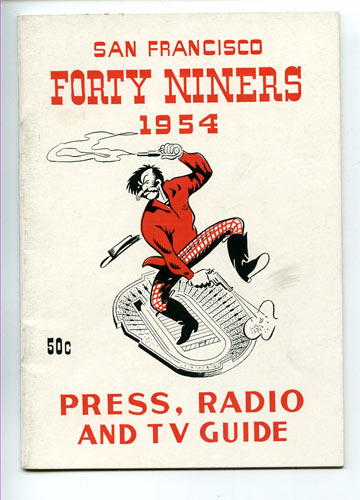 SAN FRANCISCO
FORTY NINERS
1954
50c
PRESS, RADIO
AND TV GUIDE